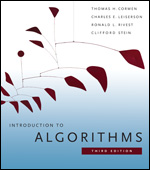 THOMAS H. CORMEN
CHARLES E. LEISERSON
RONALD L. RIVEST
CLIFFORD STEIN
INTRODUCTION TO
ALGORITHMS
THIRD EDITION